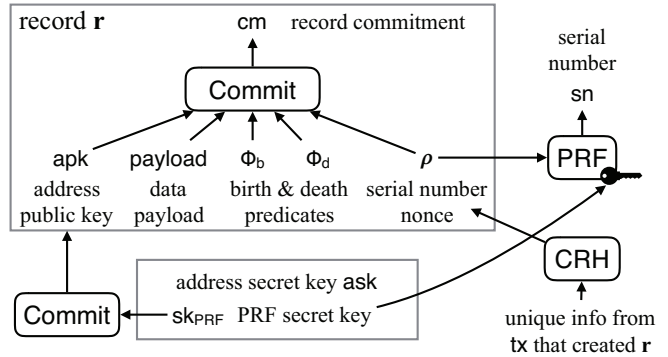 record r
cm record commitment
serial
number
sn
Commit
PRF
apk payload Φb Φd ρ
address data birth & death serial number
public key payload predicates nonce
CRH
address secret key ask
Commit skPRF PRF secret key
unique info from
tx that created r